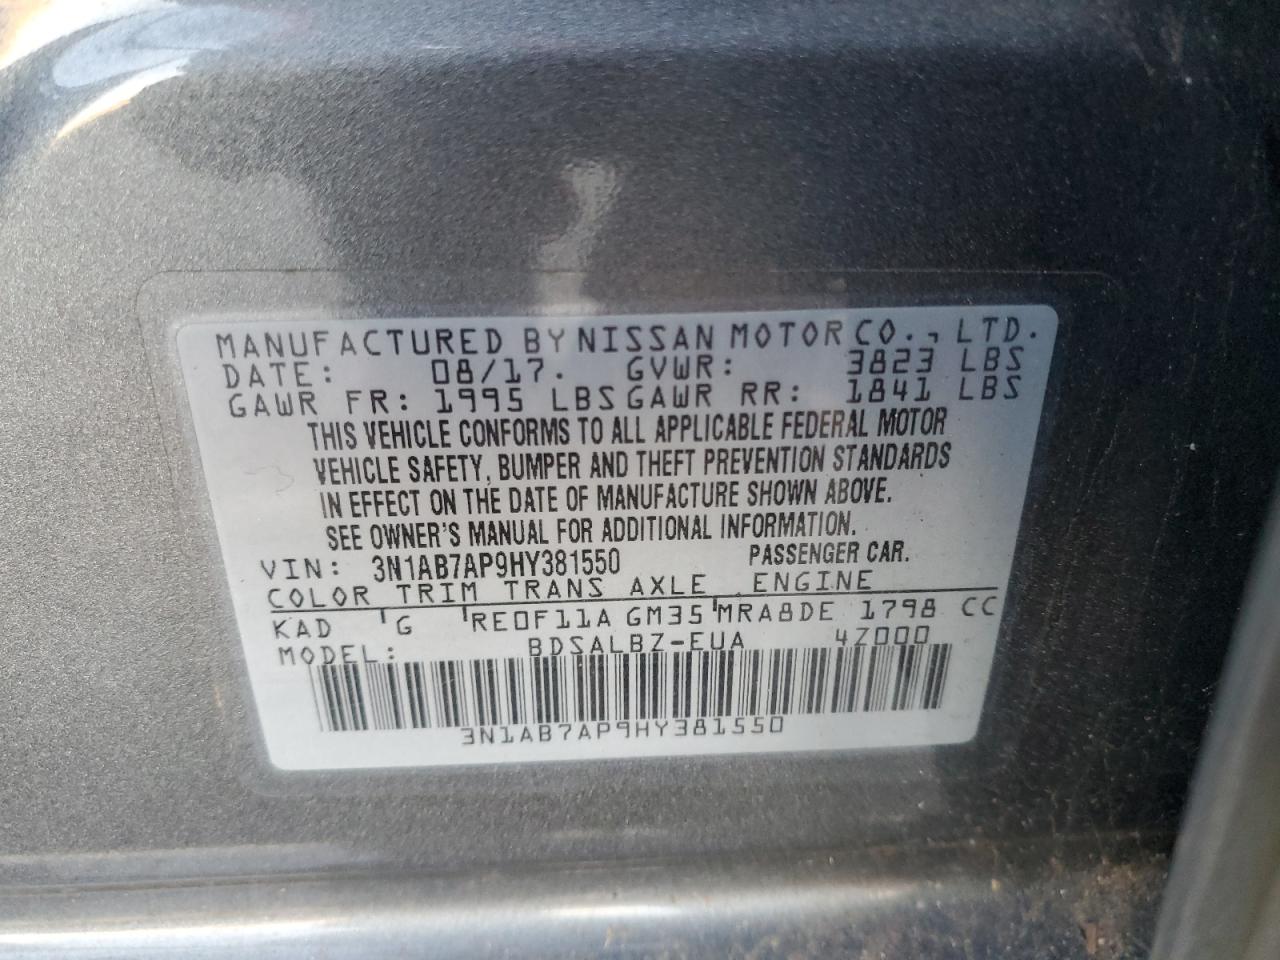 MANUFACTURED BY NISSAN MOTOR CO., LTD.
DATE: 08/17. GVWR: 3823 LBS
GAWR FR: 1995 LBS GAWR RR: 1841 LBS
THIS VEHICLE CONFORMS TO ALL APPLICABLE FEDERAL MOTOR
VEHICLE SAFETY, BUMPER AND THEFT PREVENTION STANDARDS
IN EFFECT ON THE DATE OF MANUFACTURE SHOWN ABOVE.
SEE OWNER'S MANUAL FOR ADDITIONAL INFORMATION.
VIN: 3N1AB7AP9HY381550 PASSENGER CAR.
COLOR TRIM TRANS AXLE ENGINE
KAD G RE0F11A GM35 MRA8DE 1798 CC
MODEL: BDSALBZ-EUA 4Z000
3N1AB7AP9HY381550